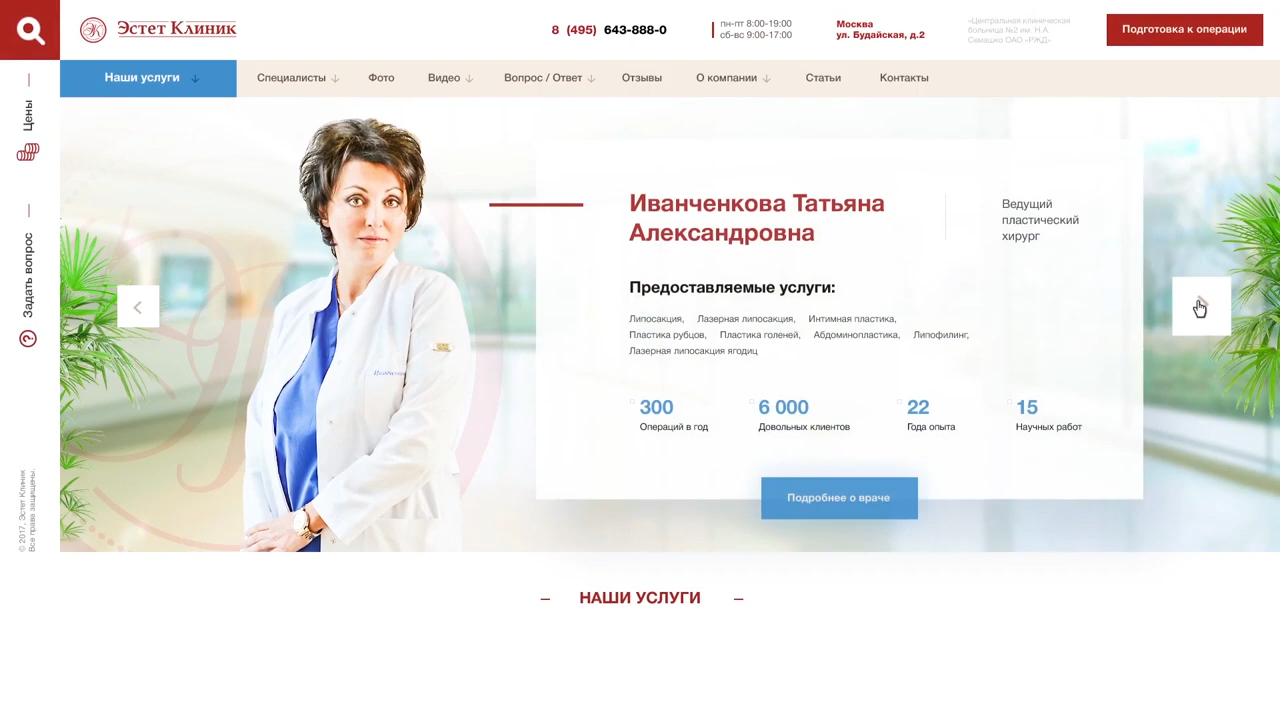 Эстет Клиник
8 (495) 643-888-0
пн-пт 8:00-19:00
сб-вс 9:00-17:00
Москва
ул. Будайская, д.2
«Центральная клиническая
больница №2 им. Н.А.
Семашко ОАО «РЖД»
Подготовка к операции
Наши услуги
Специалисты
Фото
Видео
Вопрос / Ответ
Отзывы
О компании
Статьи
Контакты
Цены
Задать вопрос
© 2017, Эстет Клиник
Все права защищены.
Иванченкова Татьяна
Александровна
Ведущий
пластический
хирург
Предоставляемые услуги:
Липосакция, Лазерная липосакция, Интимная пластика,
Пластика рубцов, Пластика голеней, Абдоминопластика, Липофилинг,
Лазерная липосакция ягодиц
300
Операций в год
6 000
Довольных клиентов
22
Года опыта
15
Научных работ
Подробнее о враче
НАШИ УСЛУГИ